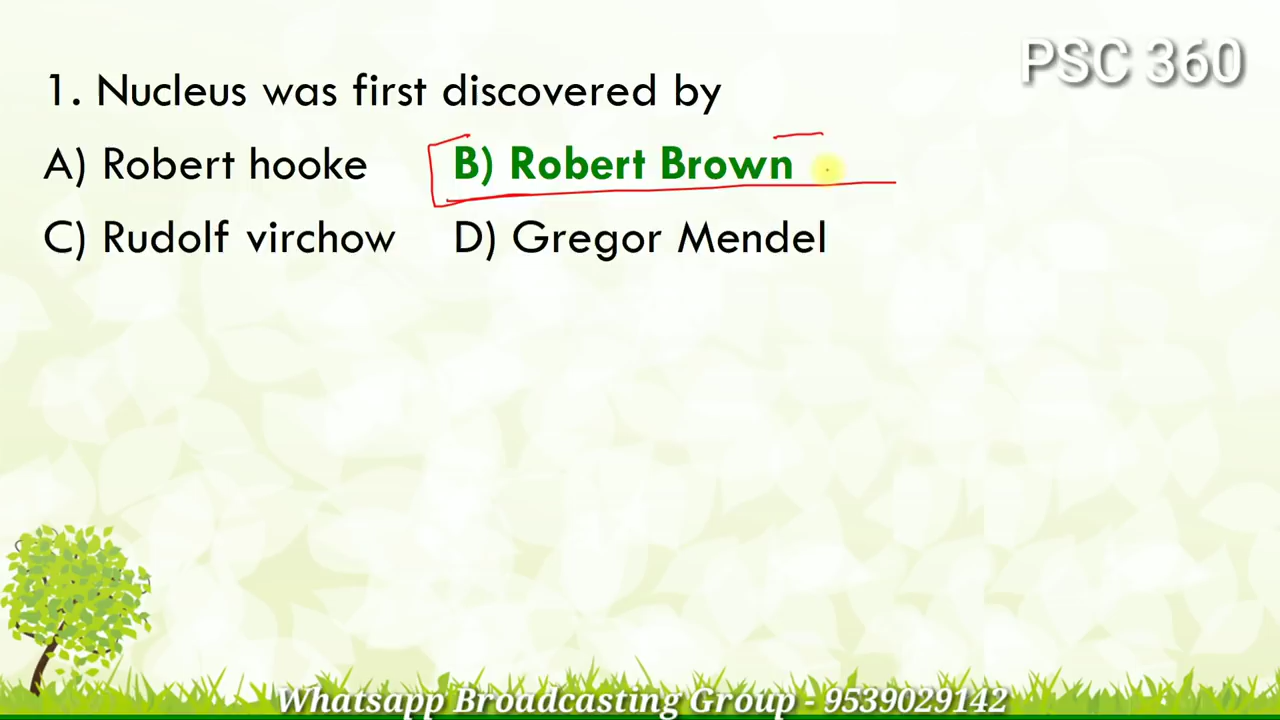 PSC 360
1. Nucleus was first discovered by
A) Robert hooke B) Robert Brown
C) Rudolf virchow D) Gregor Mendel
Whatsapp Broadcasting Group - 9539029142